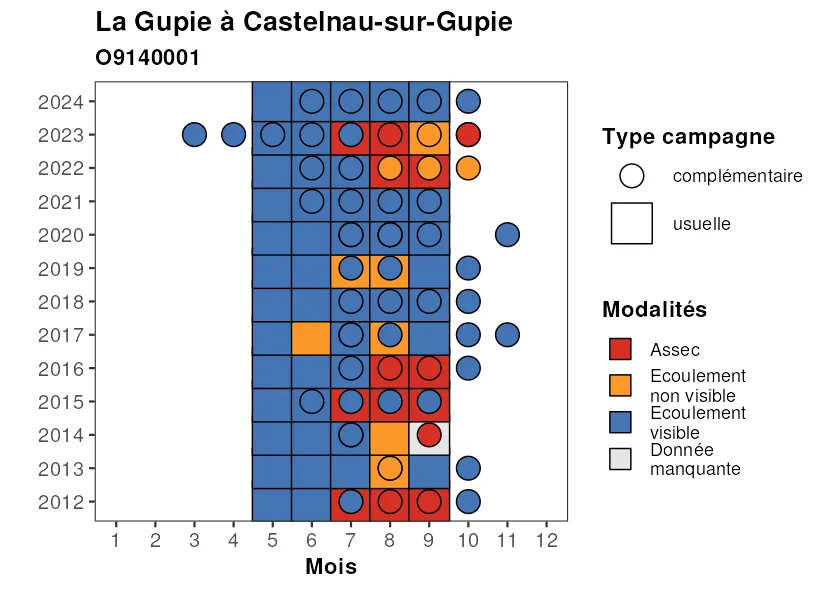 La Gupie à Castelnau-sur-Gupie
O9140001
2024
2023
2022
2021
2020
2019
2018
2017
2016
2015
2014
2013
2012
1 2 3 4 5 6 7 8 9 10 11 12
Mois
Type campagne
complémentaire
usuelle
Modalités
Assec
Ecoulement
non visible
Ecoulement
visible
Donnée
manquante